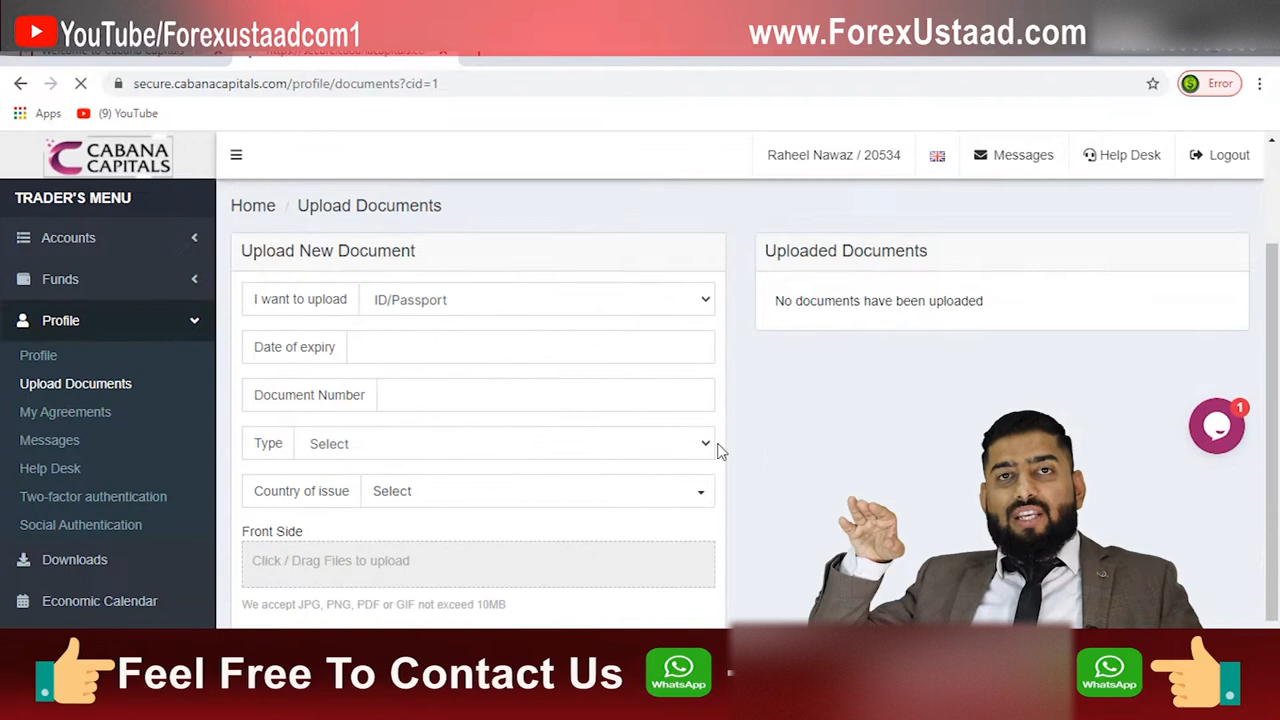 YouTube/Forexustaadcom1
www.ForexUstaad.com
secure.cabanacapitals.com/profile/documents?cid=1
Error
Apps
(9) YouTube
CABANA
CAPITALS
Raheel Nawaz / 20534
Messages
Help Desk
Logout
TRADER'S MENU
Accounts
Funds
Profile
Profile
Upload Documents
My Agreements
Messages
Help Desk
Two-factor authentication
Social Authentication
Downloads
Economic Calendar
Home / Upload Documents
Upload New Document
I want to upload ID/Passport
Date of expiry
Document Number
Type Select
Country of issue Select
Front Side
Click / Drag Files to upload
We accept JPG, PNG, PDF or GIF not exceed 10MB
Uploaded Documents
No documents have been uploaded
1
Feel Free To Contact Us
WhatsApp
-
WhatsApp